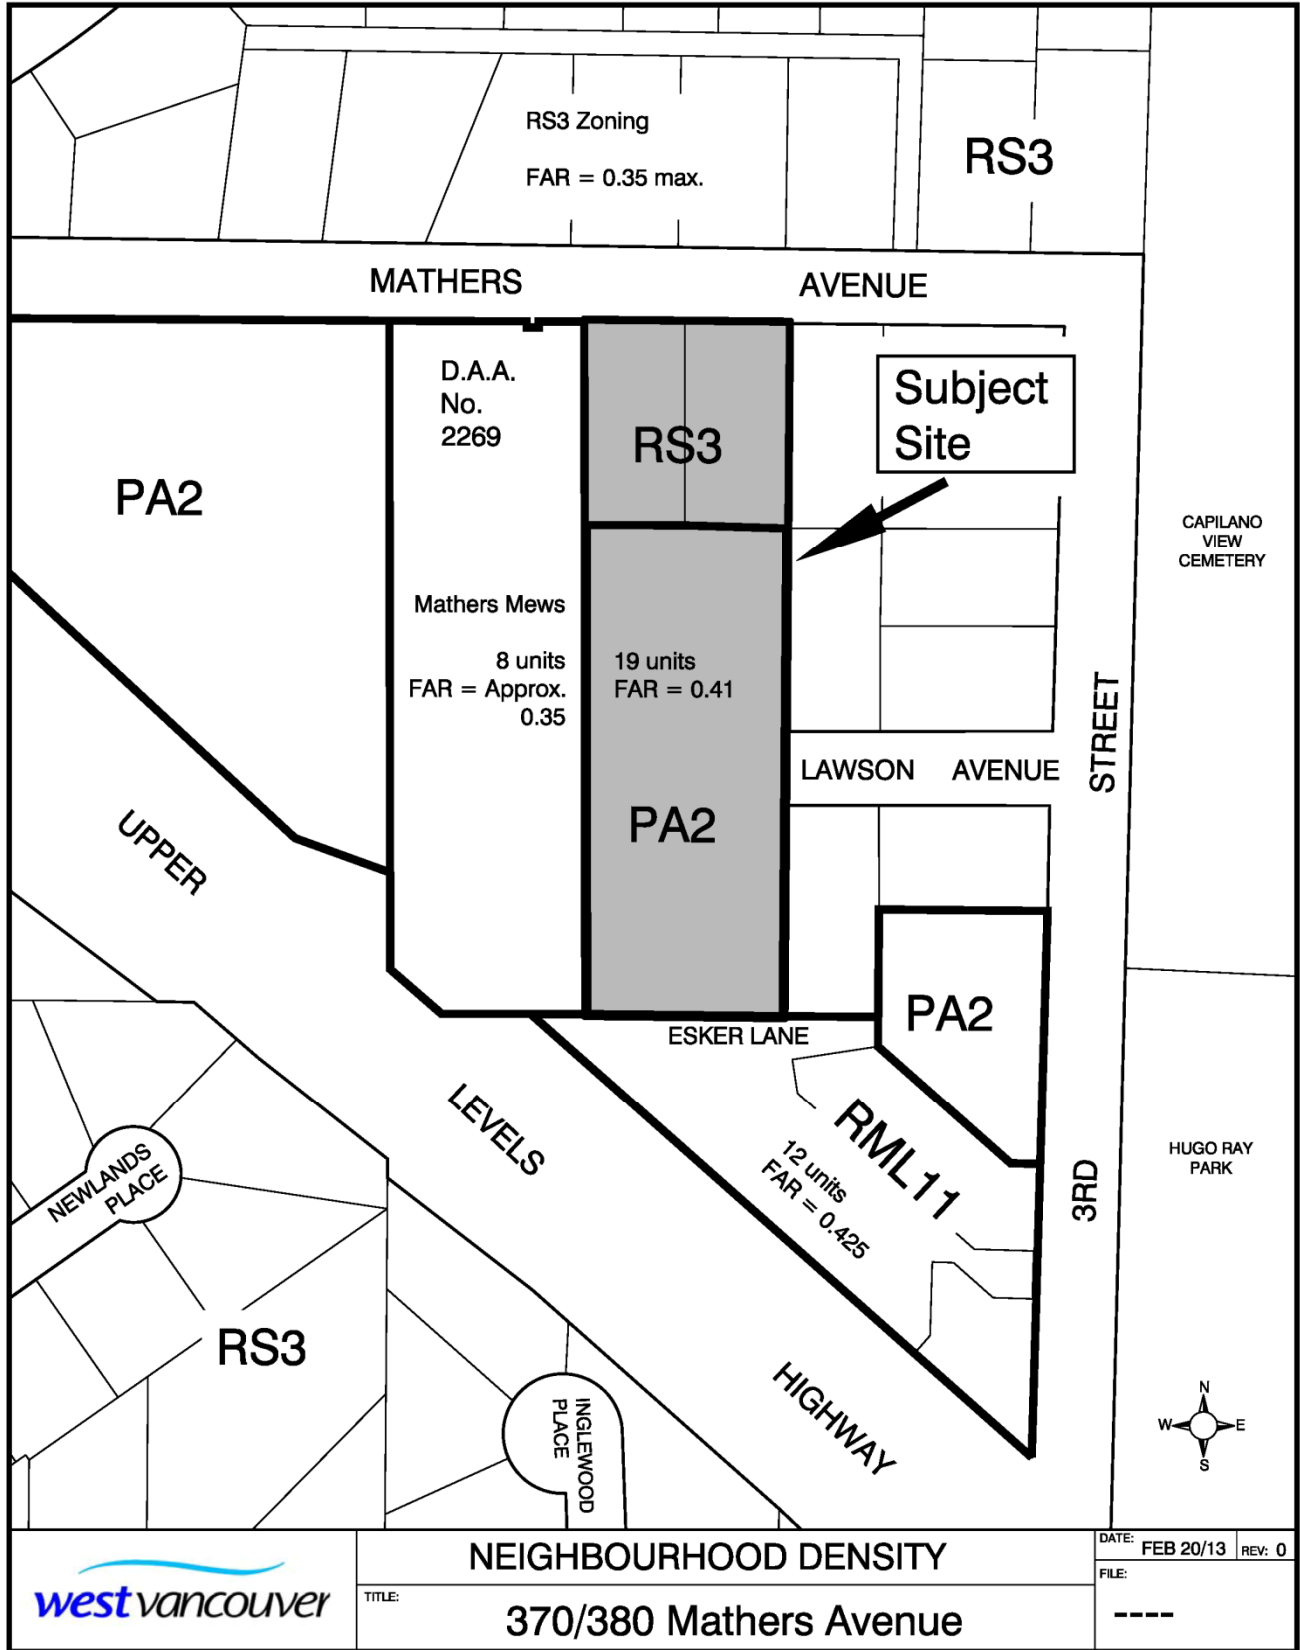 RS3 Zoning
FAR = 0.35 max.
RS3
MATHERS AVENUE
D.A.A.
No.
2269
RS3
Subject
Site
PA2
CAPILANO
VIEW
CEMETERY
Mathers Mews
8 units
FAR = Approx.
0.35
19 units
FAR = 0.41
STREET
LAWSON AVENUE
PA2
UPPER
PA2
ESKER LANE
LEVELS
RML11
12 units
FAR = 0.425
HUGO RAY
PARK
3RD
NEWLANDS
PLACE
RS3
HIGHWAY
INGLEWOOD
PLACE
N
W E
S
west vancouver
NEIGHBOURHOOD DENSITY
TITLE:
370/380 Mathers Avenue
DATE: FEB 20/13 REV: 0
FILE:
----